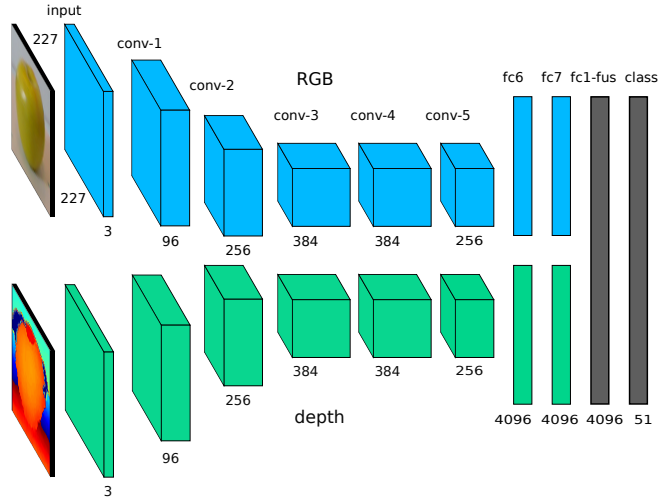 input
227
conv-1
conv-2
RGB
conv-3
conv-4
conv-5
fc6
fc7
fc1-fus
class
227
3
96
256
384
384
256
3
96
256
384
384
256
depth
4096
4096
4096
51